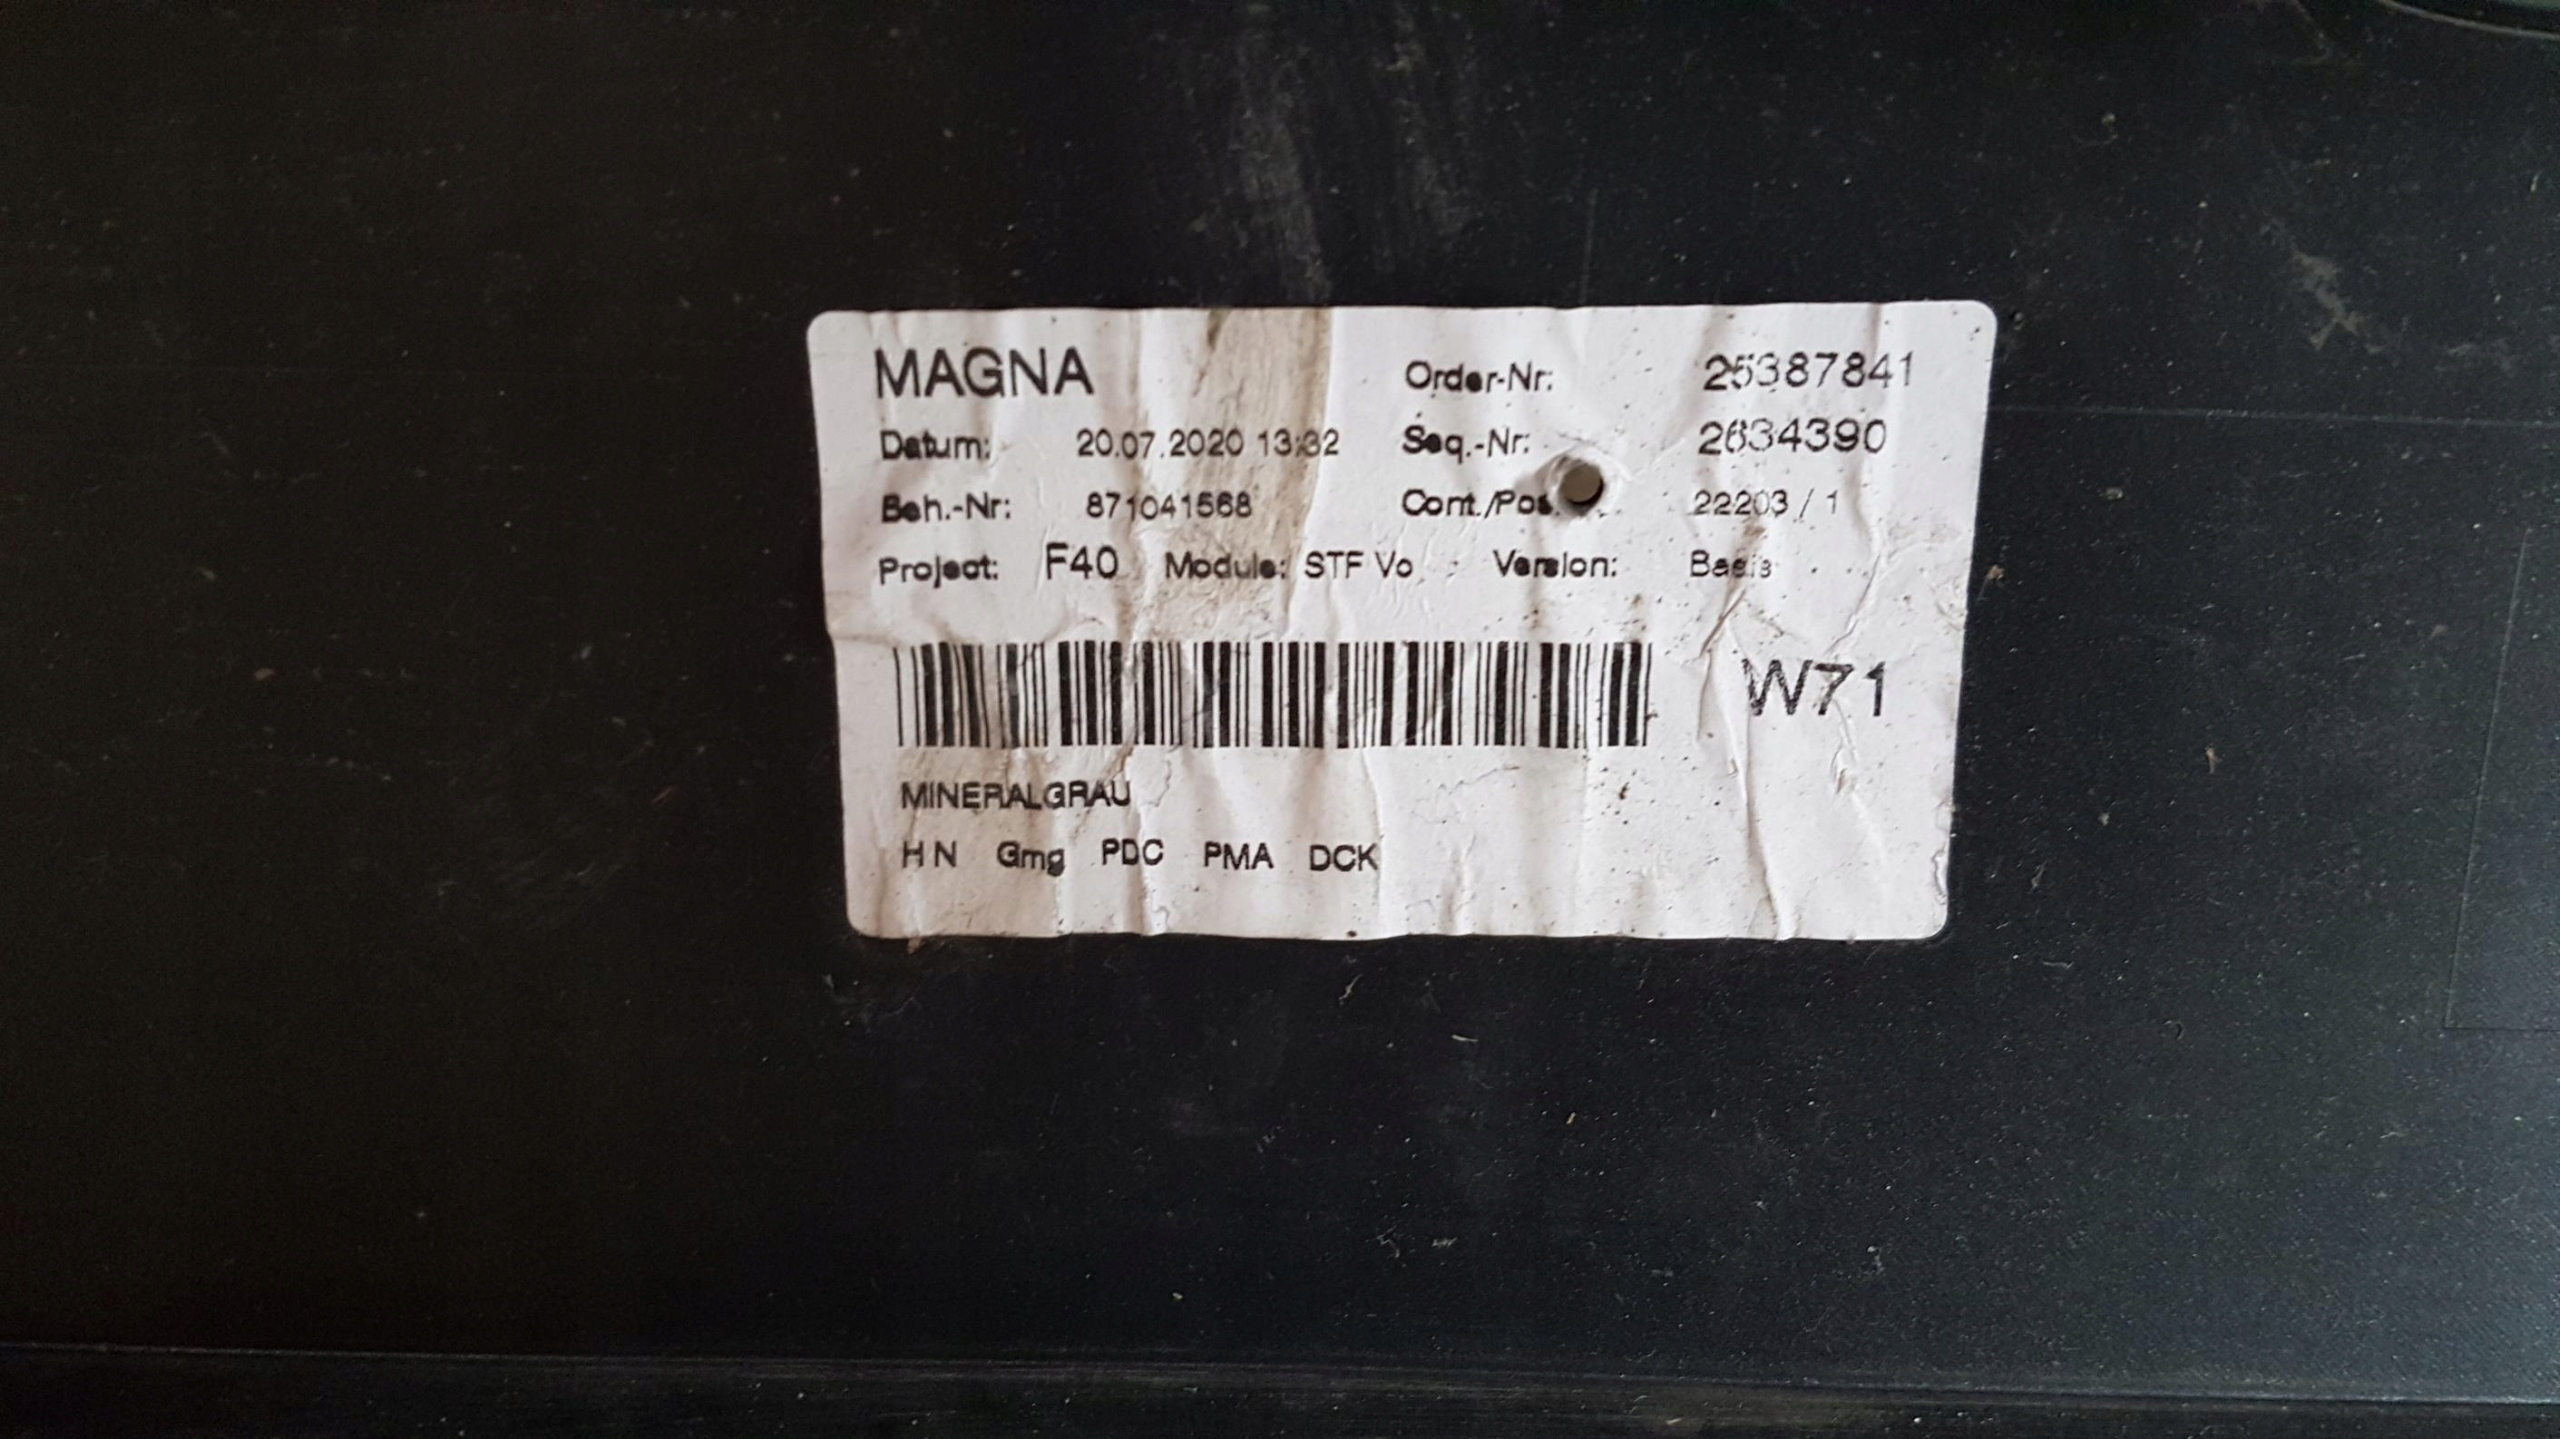 MAGNA Order-Nr: 25387841
Datum: 20.07.2020 13:32 Seq.-Nr: 2634390
Beh.-Nr: 871041568 Cont./Pos. 22203 / 1
Project: F40 Module: STF Vo Version: Basis
W71
MINERALGRAU
HN Gmg PDC PMA DCK